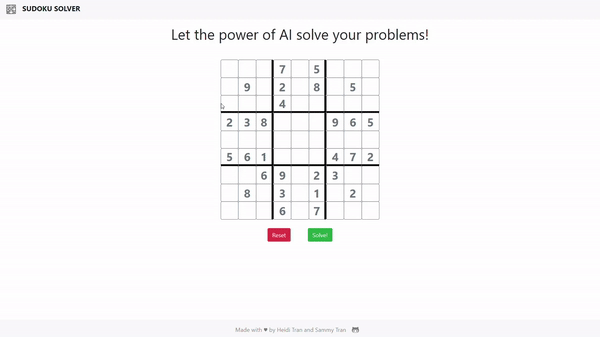 SUDOKU SOLVER
Let the power of AI solve your problems!
7 5
9 2 8 5
4
2 3 8 9 6 5
5 6 1 4 7 2
6 9 2 3
8 3 1 2
6 7
Reset Solve!
Made with ♥ by Heidi Tran and Sammy Tran